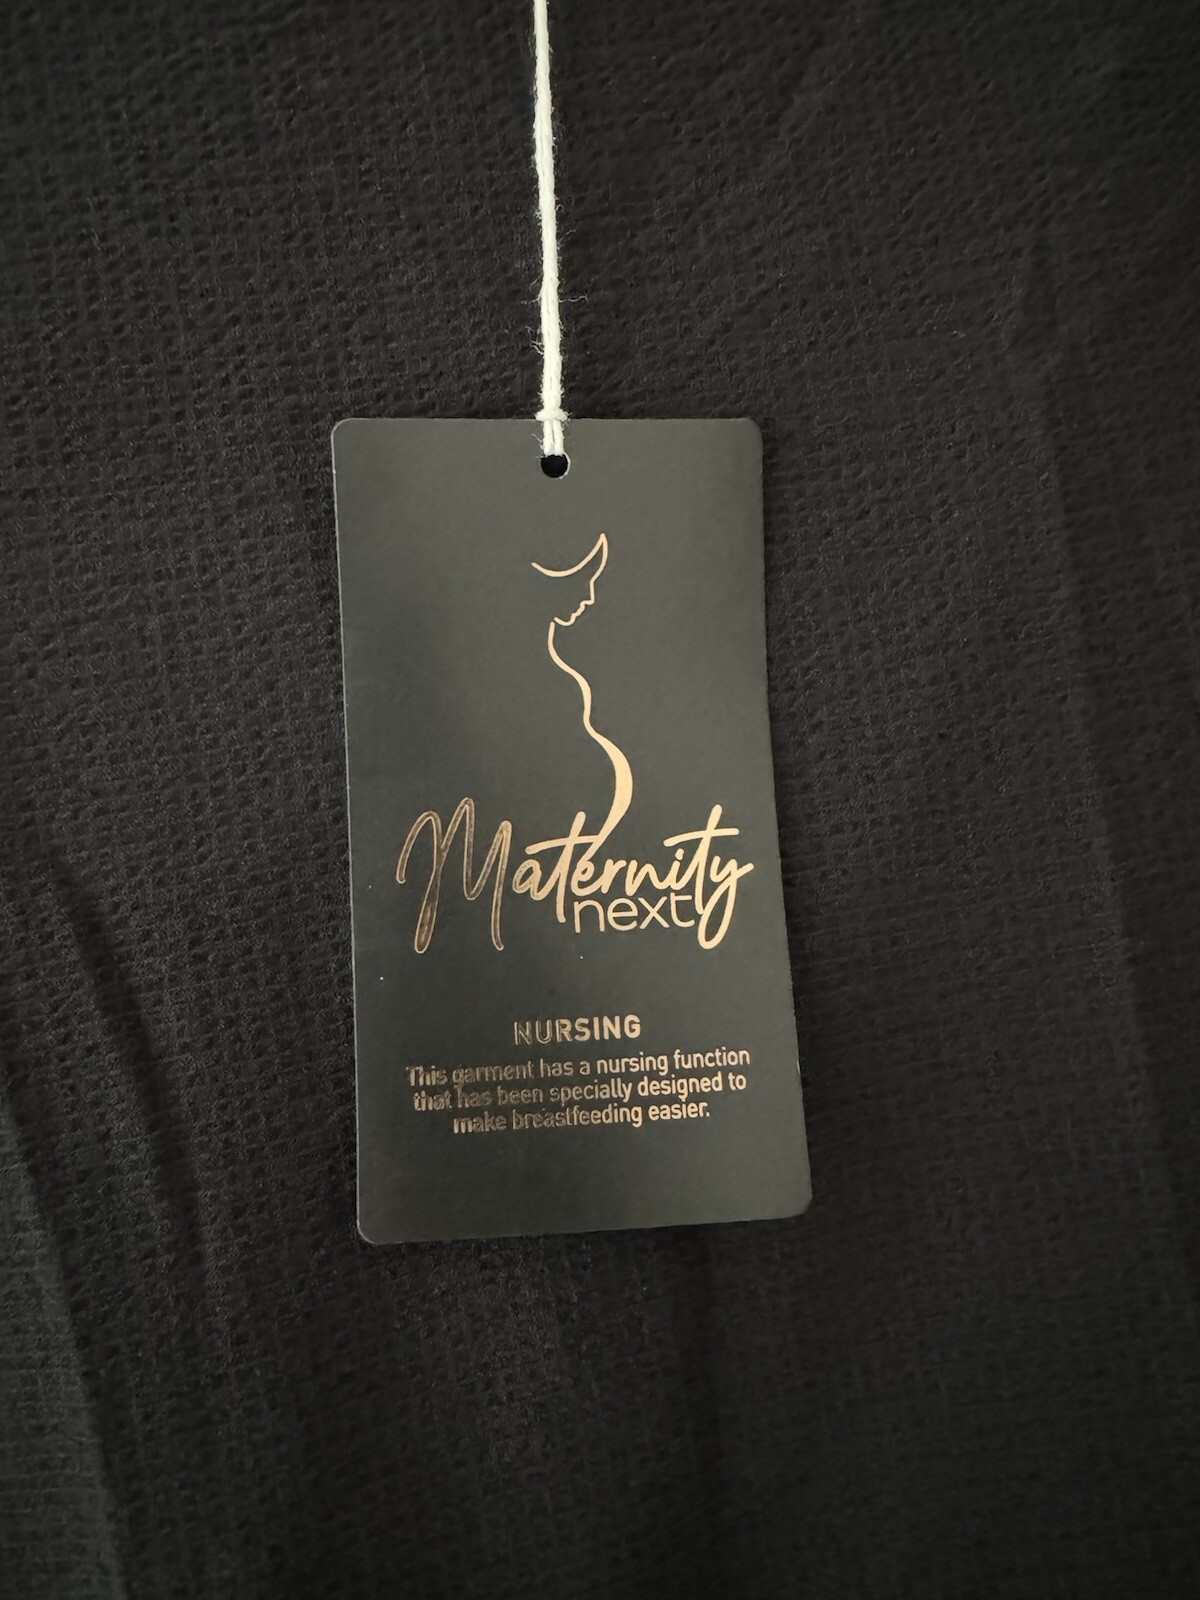 Maternity
next
NURSING
This garment has a nursing function
that has been specially designed to
make breastfeeding easier.